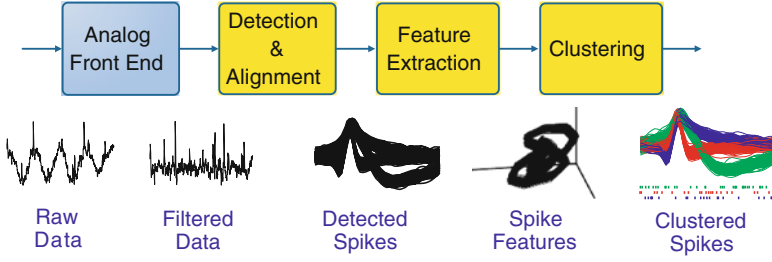 Analog
Front End
Detection
&
Alignment
Feature
Extraction
Clustering
Raw
Data
Filtered
Data
Detected
Spikes
Spike
Features
Clustered
Spikes